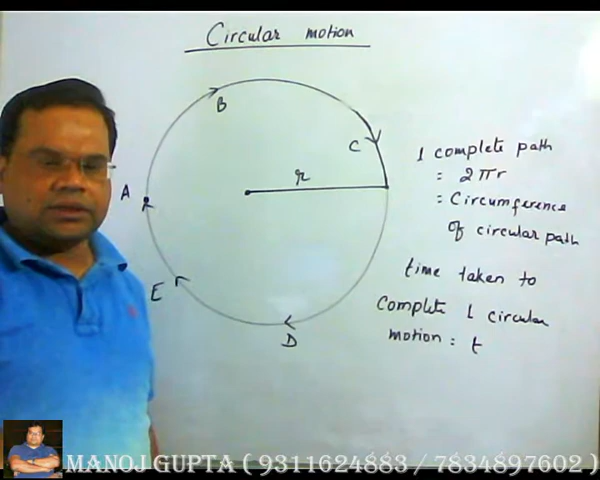 Circular motion
B
C
r
A
E
D
1 complete path
= 2πr
= Circumference
of circular path
time taken to
Complete 1 circular
motion = t
MANOJ GUPTA ( 9311624883 / 7834897602 )